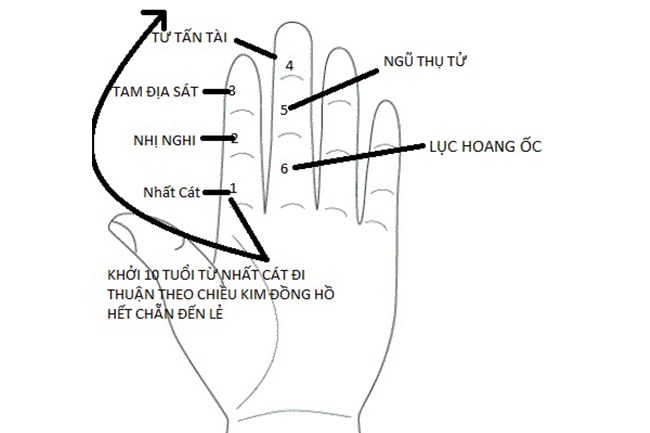 TƯ TẤN TÀI
4
NGŨ THỤ TỬ
TAM ĐỊA SÁT
3
5
NHỊ NGHI
2
LỤC HOANG ỐC
6
Nhất Cát
1
KHỞI 10 TUỔI TỪ NHẤT CÁT ĐI
THUẬN THEO CHIỀU KIM ĐỒNG HỒ
HẾT CHẴN ĐẾN LẺ